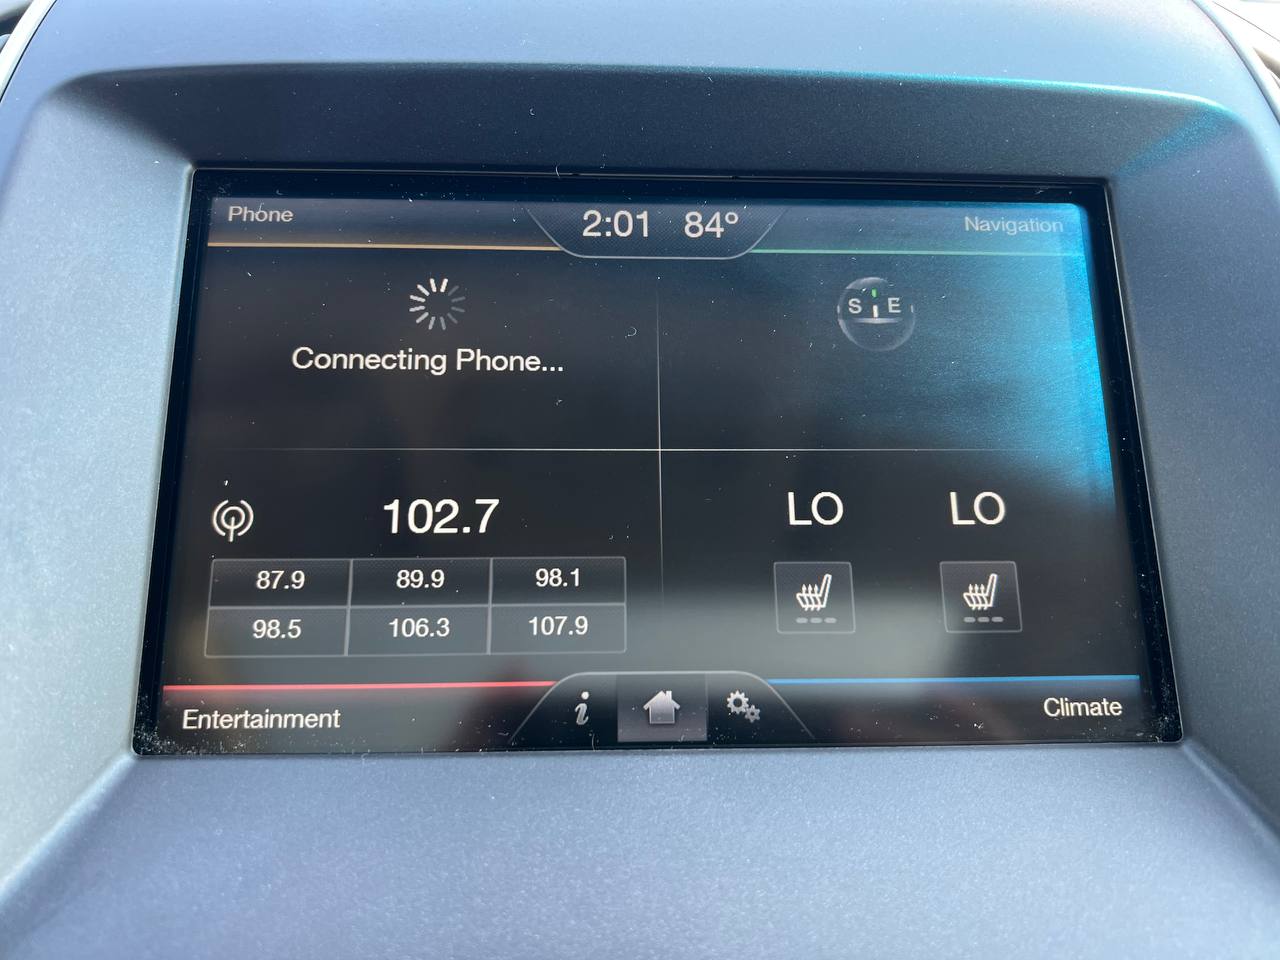 Phone
2:01 84°
Navigation
Connecting Phone...
S E
102.7
87.9 89.9 98.1
98.5 106.3 107.9
LO LO
Entertainment
i
Climate